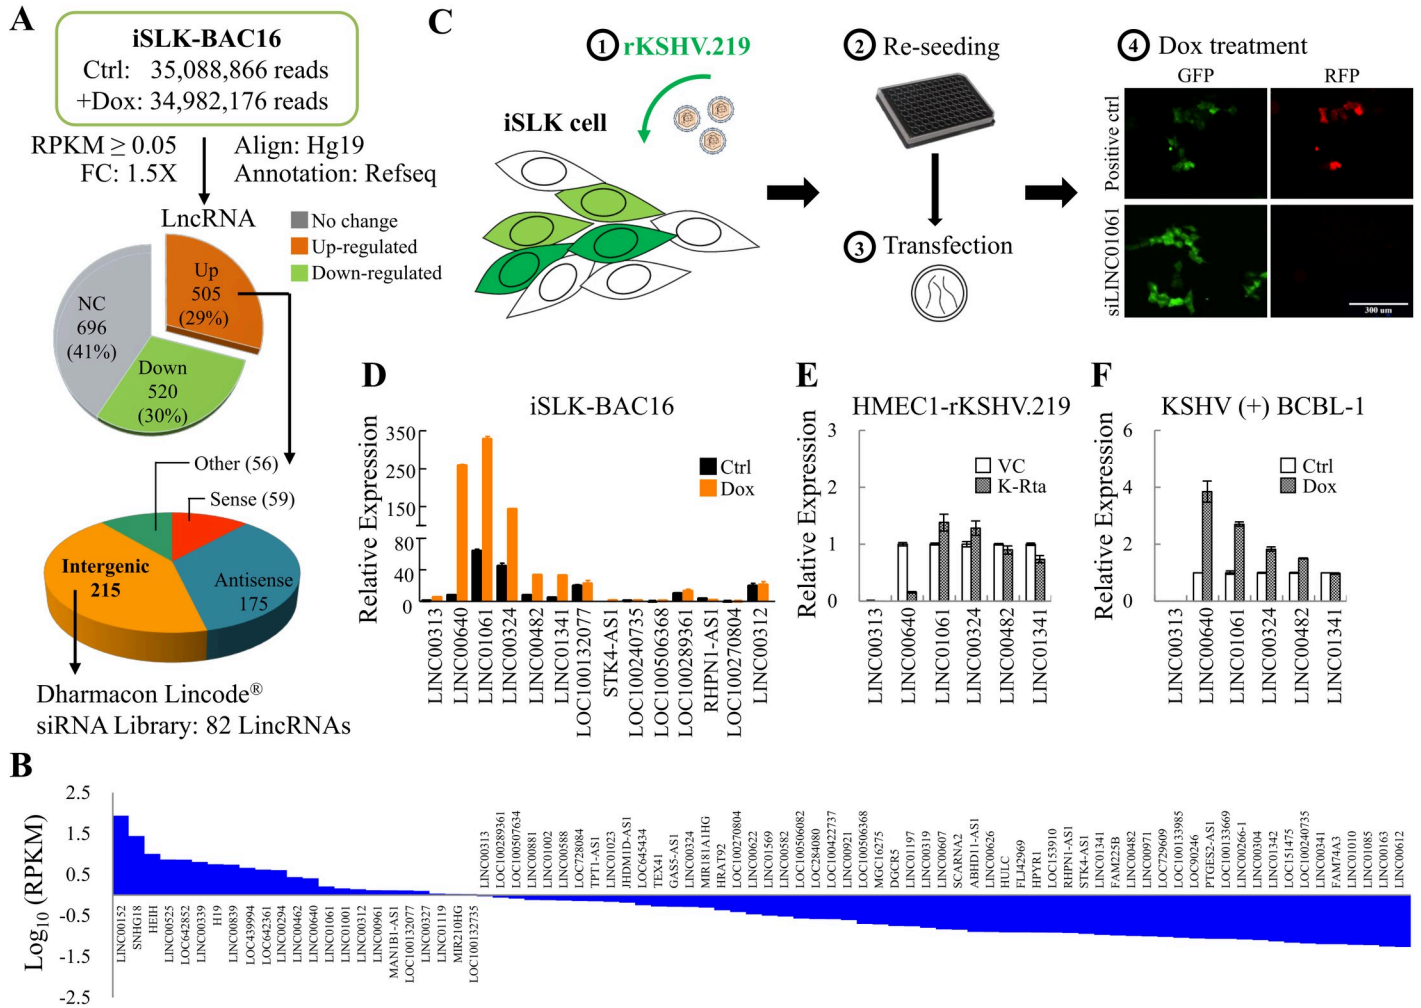 A
iSLK-BAC16
Ctrl: 35,088,866 reads
+Dox: 34,982,176 reads
RPKM ≥ 0.05
FC: 1.5X
Align: Hg19
Annotation: Refseq
LncRNA
No change
Up-regulated
Down-regulated
Up
505
(29%)
NC
696
(41%)
Down
520
(30%)
Other (56)
Sense (59)
Intergenic
215
Antisense
175
Dharmacon Lincode®
siRNA Library: 82 LincRNAs
C
1 rKSHV.219
iSLK cell
2 Re-seeding
3 Transfection
4 Dox treatment
GFP
RFP
Positive ctrl
siLINC01061
300 um
D
iSLK-BAC16
Relative Expression
350
250
150
80
40
0
Ctrl
Dox
LINC00313
LINC00640
LINC01061
LINC00324
LINC00482
LINC01341
LOC100132077
STK4-AS1
LOC100240735
LOC100506368
LOC100289361
RHPN1-AS1
LOC100270804
LINC00312
E
HMEC1-rKSHV.219
Relative Expression
3
2
1
0
VC
K-Rta
LINC00313
LINC00640
LINC01061
LINC00324
LINC00482
LINC01341
F
KSHV (+) BCBL-1
Relative Expression
6
4
2
0
Ctrl
Dox
LINC00313
LINC00640
LINC01061
LINC00324
LINC00482
LINC01341
B
Log10 (RPKM)
2.5
1.5
0.5
-0.5
-1.5
-2.5
LINC00152
SNHG18
HEIH
LINC00525
LOC642852
LINC00339
H19
LINC00839
LOC439994
LOC642361
LINC00294
LINC00462
LINC00640
LINC01061
LINC01001
LINC00312
LINC00961
MAN1B1-AS1
LOC100132077
LINC00327
LINC01119
MIR210HG
LOC100132735
LINC00313
LOC100289361
LOC100507634
LINC00881
LINC01002
LINC00588
LOC728084
TPT1-AS1
LINC01023
JHDM1D-AS1
LOC645434
TEX41
GAS5-AS1
LINC00324
MIR181A1HG
HRAT92
LOC100270804
LINC00622
LINC01569
LINC00582
LOC100506082
LOC284080
LOC100422737
LINC00921
LOC100506368
MGC16275
DGCR5
LINC01197
LINC00319
LINC00607
SCARNA2
ABHD11-AS1
LINC00626
HULC
FLJ42969
HPYR1
LOC153910
RHPN1-AS1
STK4-AS1
LINC01341
FAM225B
LINC00482
LINC00971
LOC729609
LOC100133985
LOC90246
PTGES2-AS1
LOC100133669
LINC00266-1
LINC00304
LINC01342
LOC151475
LOC100240735
LINC00341
FAM74A3
LINC01010
LINC01085
LINC00163
LINC00612